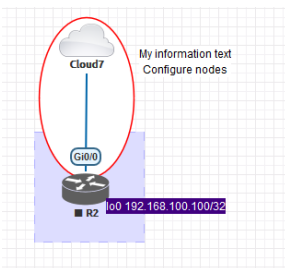 My information text
Cloud7
Configure nodes
Gi0/0
lo0 192.168.100.100/32
R2